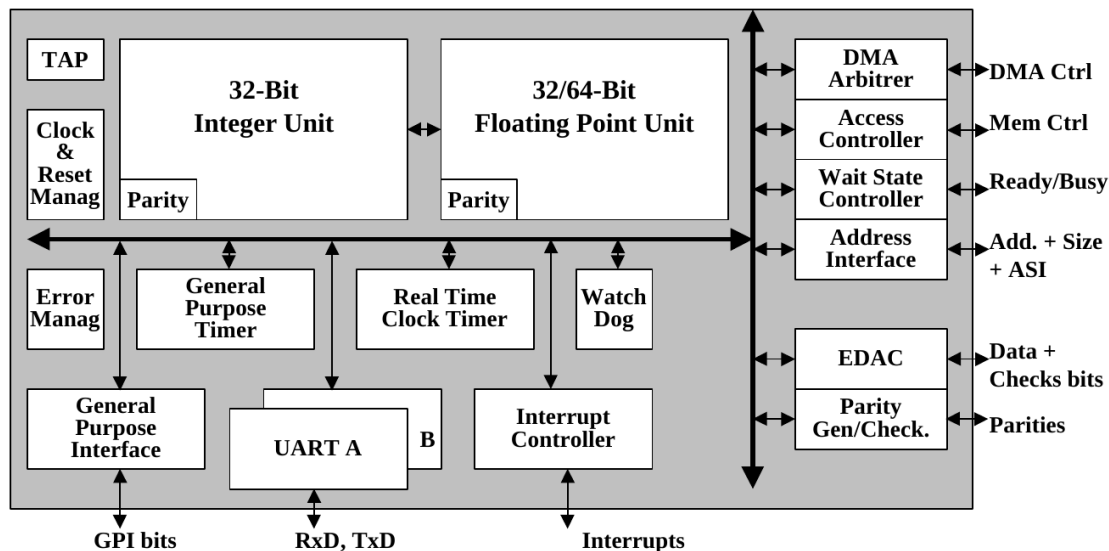 TAP
32-Bit
Integer Unit
Parity
32/64-Bit
Floating Point Unit
Parity
Clock
&
Reset
Manag
DMA
Arbitrer
DMA Ctrl
Access
Controller
Mem Ctrl
Wait State
Controller
Ready/Busy
Address
Interface
Add. + Size
+ ASI
Error
Manag
General
Purpose
Timer
Real Time
Clock Timer
Watch
Dog
EDAC
Data +
Checks bits
Parity
Gen/Check.
Parities
General
Purpose
Interface
UART A
B
Interrupt
Controller
GPI bits
RxD, TxD
Interrupts